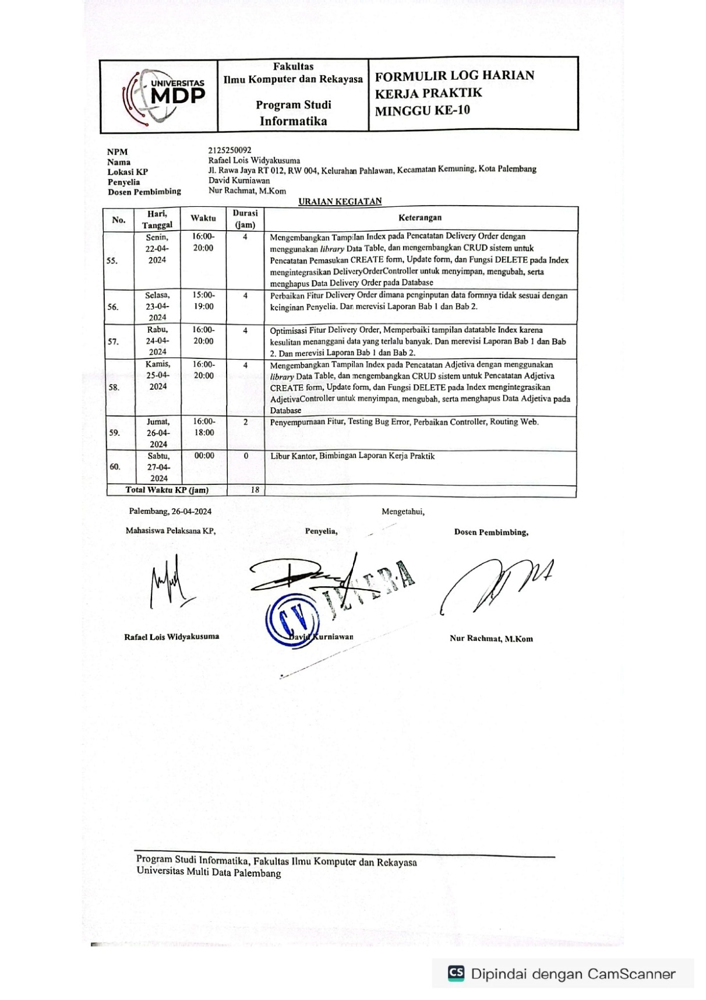 UNIVERSITAS
MDP
Fakultas
Ilmu Komputer dan Rekayasa
Program Studi
Informatika
FORMULIR LOG HARIAN
KERJA PRAKTIK
MINGGU KE-10
NPM 2125250092
Nama Rafael Lois Widyakusuma
Lokasi KP Jl. Rawa Jaya RT 012, RW 004, Kelurahan Pahlawan, Kecamatan Kemuning, Kota Palembang
Penyelia David Kurniawan
Dosen Pembimbing Nur Rachmat, M.Kom
URAIAN KEGIATAN
No. Hari, Tanggal Waktu Durasi (jam) Keterangan
55. Senin, 22-04-2024 16:00-20:00 4 Mengembangkan Tampilan Index pada Pencatatan Delivery Order dengan
menggunakan library Data Table, dan mengembangkan CRUD sistem untuk
Pencatatan Pemasukan CREATE form, Update form, dan Fungsi DELETE pada Index
mengintegrasikan DeliveryOrderController untuk menyimpan, mengubah, serta
menghapus Data Delivery Order pada Database
56. Selasa, 23-04-2024 15:00-19:00 4 Perbaikan Fitur Delivery Order dimana penginputan data formnya tidak sesuai dengan
keinginan Penyelia. Dan merevisi Laporan Bab 1 dan Bab 2.
57. Rabu, 24-04-2024 16:00-20:00 4 Optimisasi Fitur Delivery Order, Memperbaiki tampilan datatable Index karena
kesulitan menanggani data yang terlalu banyak. Dan merevisi Laporan Bab 1 dan Bab
2. Dan merevisi Laporan Bab 1 dan Bab 2.
58. Kamis, 25-04-2024 16:00-20:00 4 Mengembangkan Tampilan Index pada Pencatatan Adjetiva dengan menggunakan
library Data Table, dan mengembangkan CRUD sistem untuk Pencatatan Adjetiva
CREATE form, Update form, dan Fungsi DELETE pada Index mengintegrasikan
AdjetivaController untuk menyimpan, mengubah, serta menghapus Data Adjetiva pada
Database
59. Jumat, 26-04-2024 16:00-18:00 2 Penyempurnaan Fitur, Testing Bug Error, Perbaikan Controller, Routing Web.
60. Sabtu, 27-04-2024 00:00 0 Libur Kantor, Bimbingan Laporan Kerja Praktik
Total Waktu KP (jam) 18
Palembang, 26-04-2024 Mengetahui,
Mahasiswa Pelaksana KP, Penyelia, Dosen Pembimbing,
CV
Rafael Lois Widyakusuma David Kurniawan Nur Rachmat, M.Kom
Program Studi Informatika, Fakultas Ilmu Komputer dan Rekayasa
Universitas Multi Data Palembang
CS Dipindai dengan CamScanner